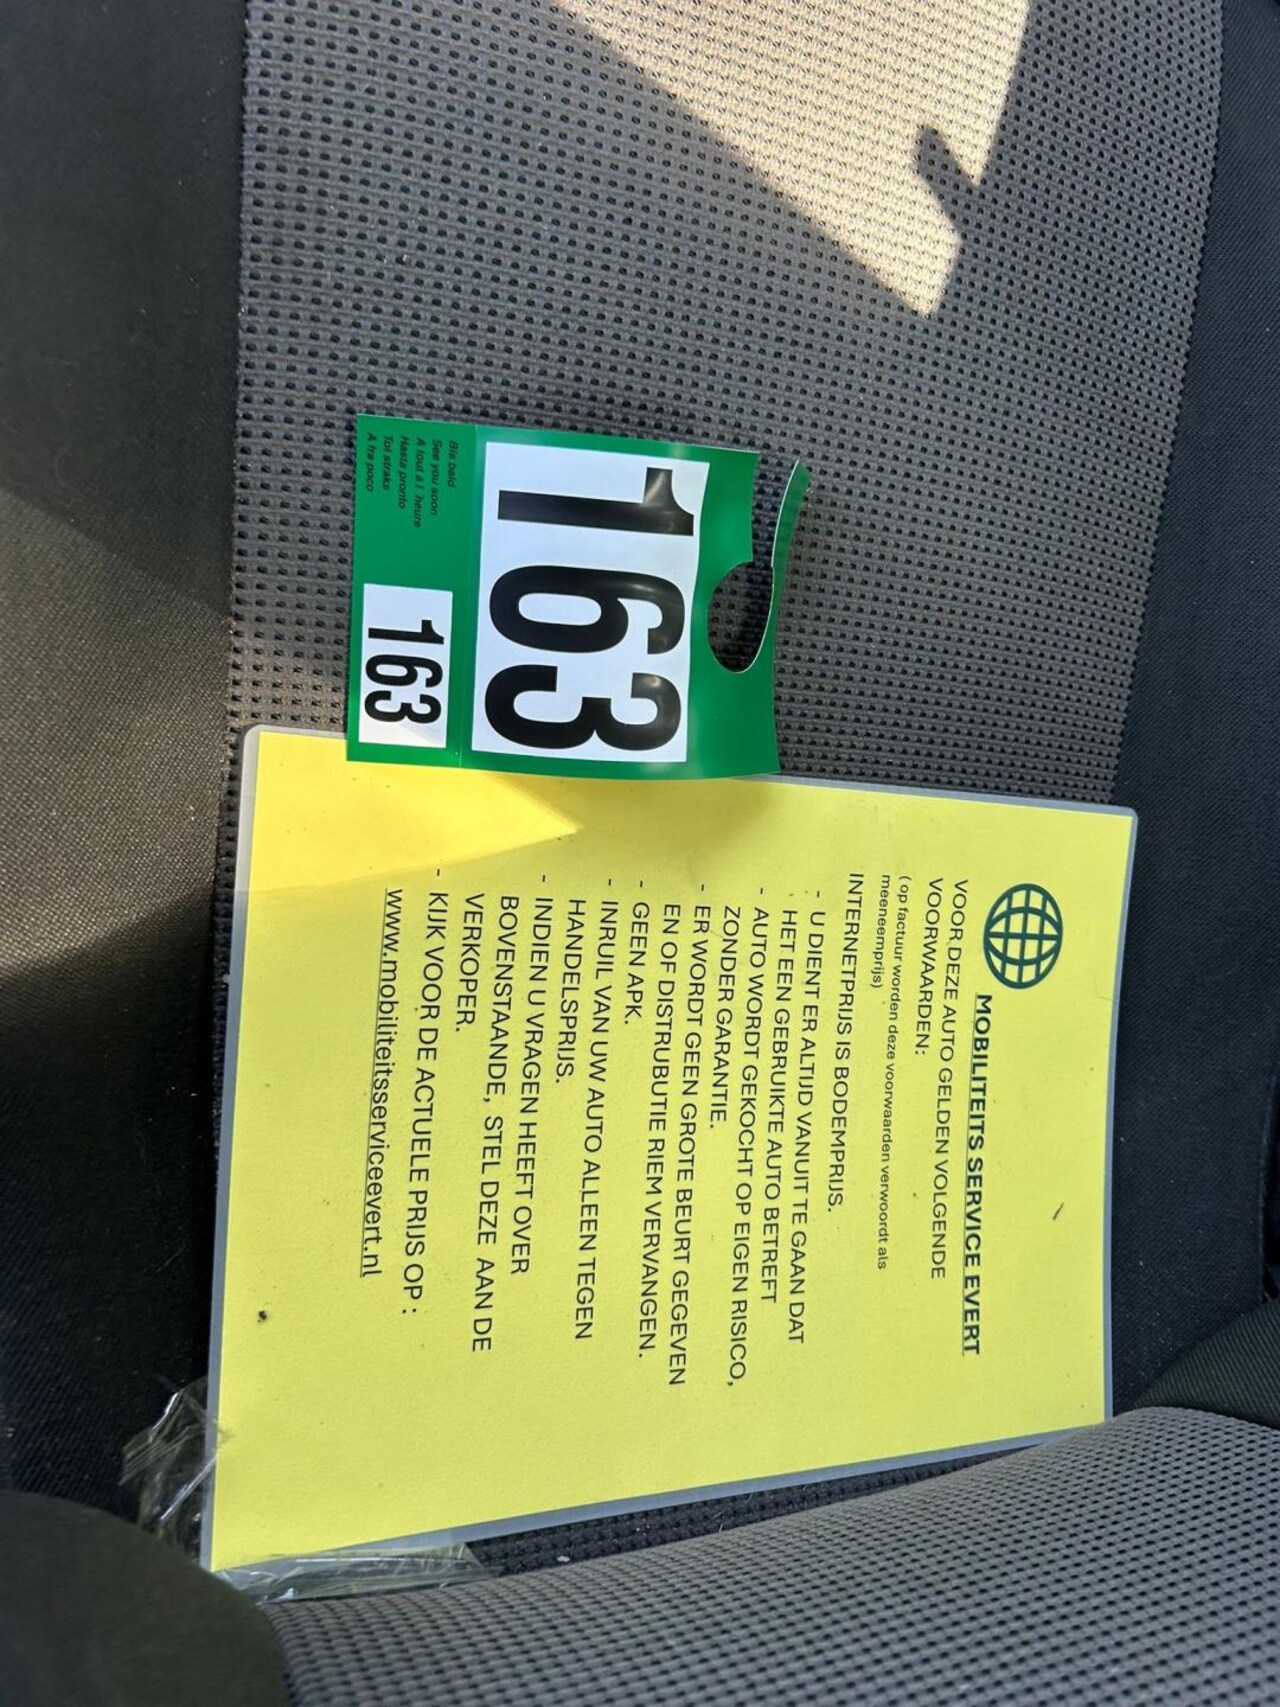 163
Bis bald
See you soon
A tout à l' heure
Hasta pronto
Tot straks
A fra poco
163
MOBILITEITS SERVICE EVERT
VOOR DEZE AUTO GELDEN VOLGENDE
VOORWAARDEN:
( op factuur worden deze voorwaarden verwoordt als
meeneemprijs)
INTERNETPRIJS IS BODEMPRIJS.
- U DIENT ER ALTIJD VANUIT TE GAAN DAT
HET EEN GEBRUIKTE AUTO BETREFT
- AUTO WORDT GEKOCHT OP EIGEN RISICO,
ZONDER GARANTIE.
- ER WORDT GEEN GROTE BEURT GEGEVEN
EN OF DISTRUBUTIE RIEM VERVANGEN.
- GEEN APK.
- INRUIL VAN UW AUTO ALLEEN TEGEN
HANDELSPRIJS.
- INDIEN U VRAGEN HEEFT OVER
BOVENSTAANDE, STEL DEZE AAN DE
VERKOPER.
- KIJK VOOR DE ACTUELE PRIJS OP :
www.mobiliteitsserviceevert.nl